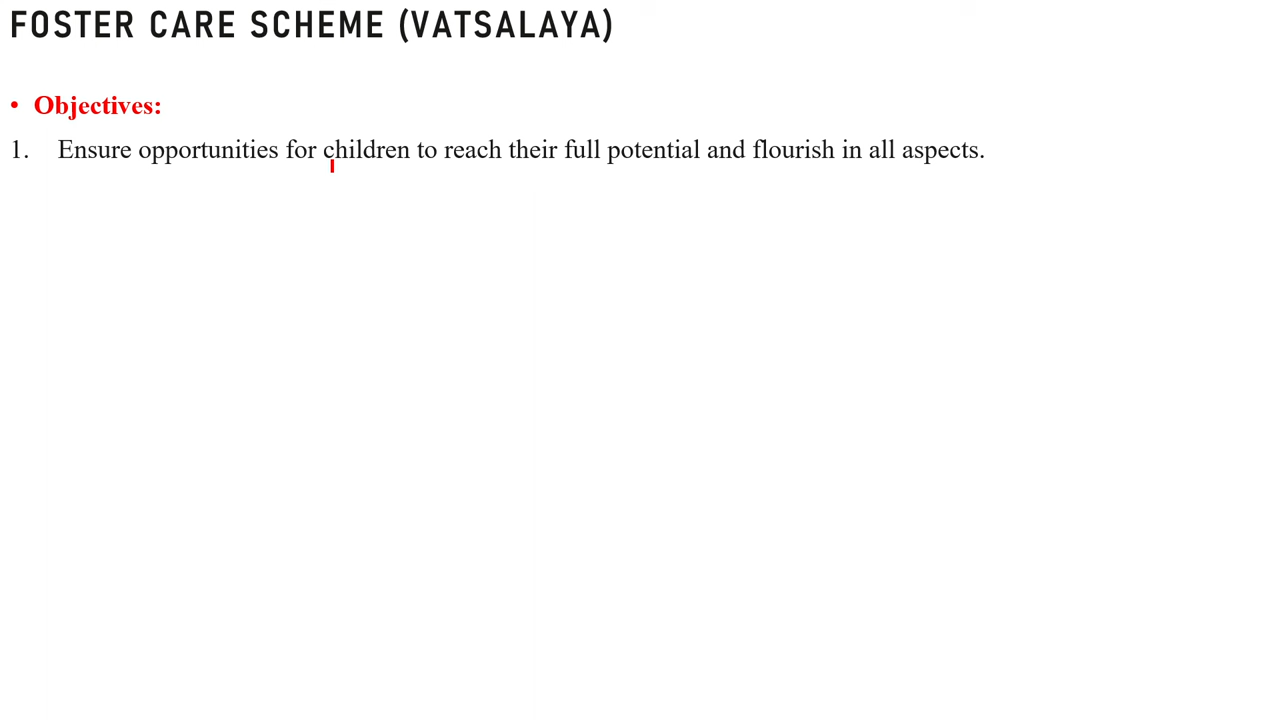 FOSTER CARE SCHEME (VATSALAYA)
• Objectives:
1. Ensure opportunities for children to reach their full potential and flourish in all aspects.